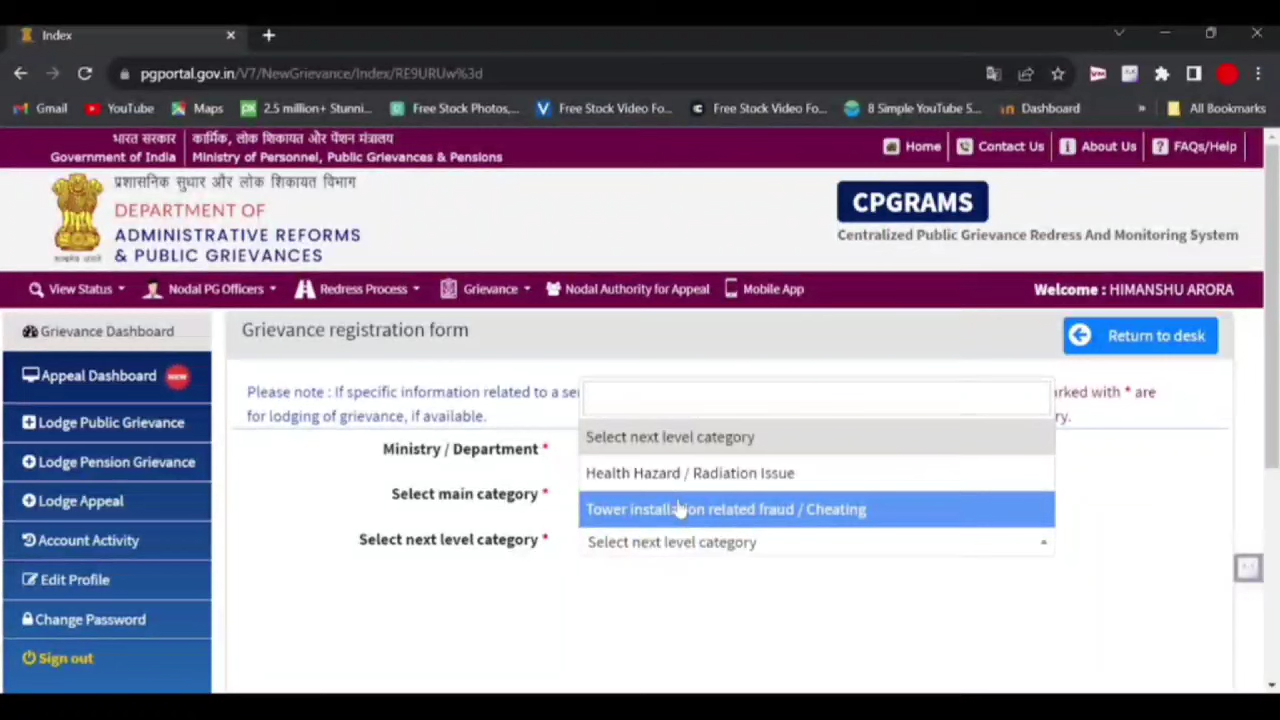 Index
pgportal.gov.in/V7/NewGrievance/Index/RE9URUw%3d
Gmail YouTube Maps 2.5 million+ Stunni... Free Stock Photos,... Free Stock Video Fo... Free Stock Video Fo... 8 Simple YouTube S... Dashboard » All Bookmarks
भारत सरकार कार्मिक, लोक शिकायत और पेंशन मंत्रालय
Government of India Ministry of Personnel, Public Grievances & Pensions
Home Contact Us About Us FAQs/Help
प्रशासनिक सुधार और लोक शिकायत विभाग
DEPARTMENT OF
ADMINISTRATIVE REFORMS
& PUBLIC GRIEVANCES
CPGRAMS
Centralized Public Grievance Redress And Monitoring System
View Status Nodal PG Officers Redress Process Grievance Nodal Authority for Appeal Mobile App Welcome : HIMANSHU ARORA
Grievance Dashboard
Appeal Dashboard NEW
Lodge Public Grievance
Lodge Pension Grievance
Lodge Appeal
Account Activity
Edit Profile
Change Password
Sign out
Grievance registration form
Return to desk
Please note : If specific information related to a se arked with * are
for lodging of grievance, if available. ry.
Ministry / Department *
Select main category *
Select next level category *
Select next level category
Health Hazard / Radiation Issue
Tower installation related fraud / Cheating
Select next level category